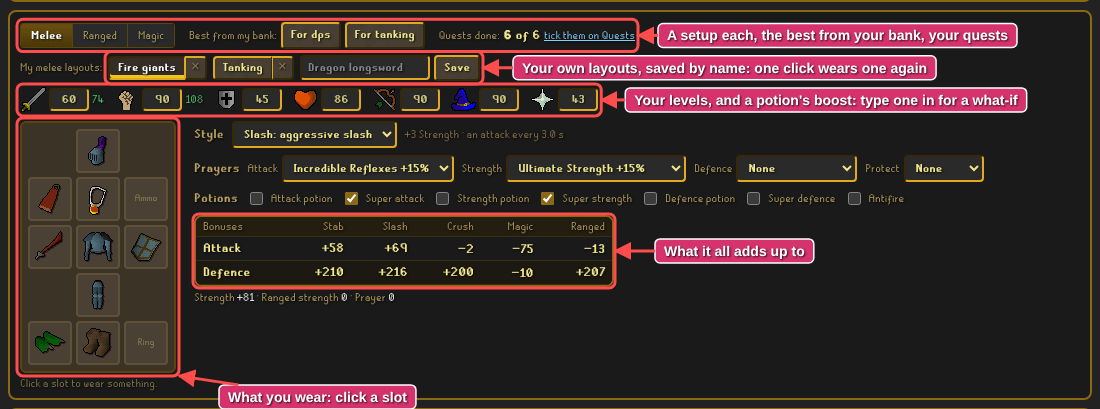 Melee Ranged Magic Best from my bank: For dps For tanking Quests done: 6 of 6 tick them on Quests A setup each, the best from your bank, your quests
My melee layouts: Fire giants × Tanking × Dragon longsword Save Your own layouts, saved by name: one click wears one again
60 74 90 108 45 86 90 90 43 Your levels, and a potion's boost: type one in for a what-if
Style Slash: aggressive slash +3 Strength · an attack every 3.0 s
Prayers Attack Incredible Reflexes +15% Strength Ultimate Strength +15% Defence None Protect None
Ammo
Potions Attack potion Super attack Strength potion Super strength Defence potion Super defence Antifire
Bonuses Stab Slash Crush Magic Ranged
Attack +58 +69 −2 −75 −13
What it all adds up to
Defence +210 +216 +200 −10 +207
Strength +81 · Ranged strength 0 · Prayer 0
Ring
Click a slot to wear something.
What you wear: click a slot